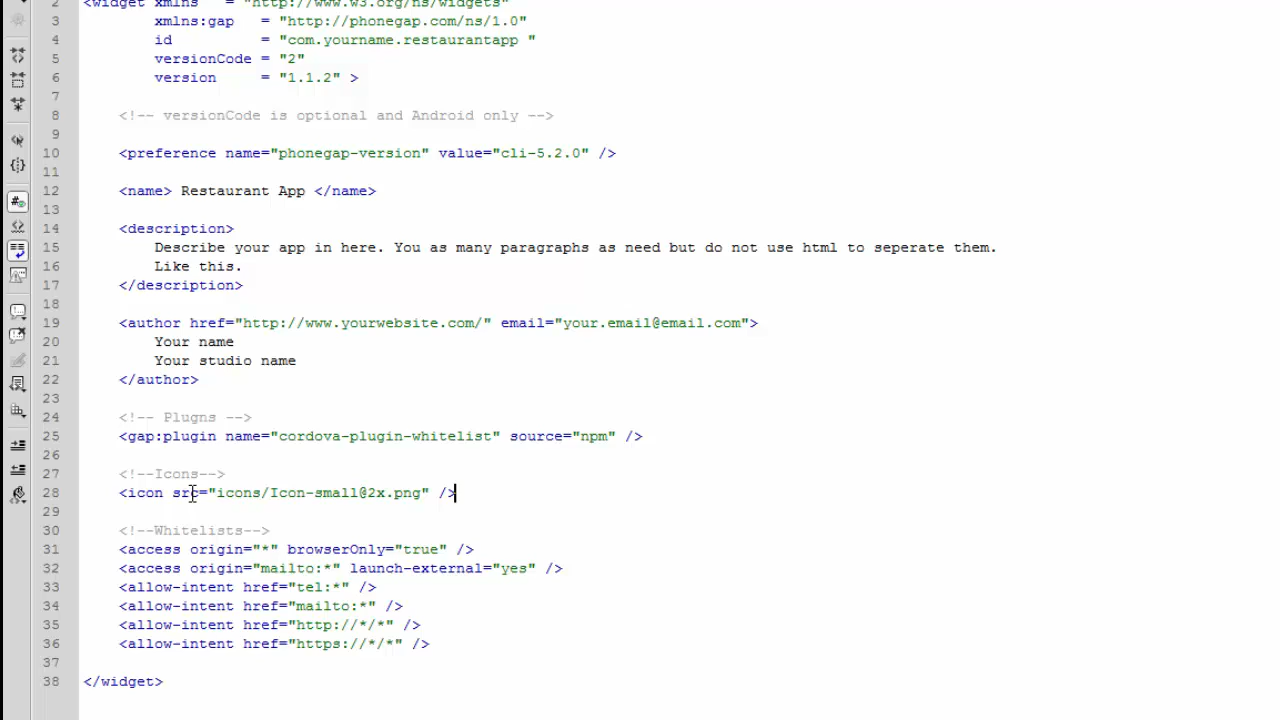 2 <widget xmlns = "http://www.w3.org/ns/widgets"
3 xmlns:gap = "http://phonegap.com/ns/1.0"
4 id = "com.yourname.restaurantapp "
5 versionCode = "2"
6 version = "1.1.2" >
7
8 <!-- versionCode is optional and Android only -->
9
10 <preference name="phonegap-version" value="cli-5.2.0" />
11
12 <name> Restaurant App </name>
13
14 <description>
15 Describe your app in here. You as many paragraphs as need but do not use html to seperate them.
16 Like this.
17 </description>
18
19 <author href="http://www.yourwebsite.com/" email="your.email@email.com">
20 Your name
21 Your studio name
22 </author>
23
24 <!-- Plugns -->
25 <gap:plugin name="cordova-plugin-whitelist" source="npm" />
26
27 <!--Icons-->
28 <icon src="icons/Icon-small@2x.png" />
29
30 <!--Whitelists-->
31 <access origin="*" browserOnly="true" />
32 <access origin="mailto:*" launch-external="yes" />
33 <allow-intent href="tel:*" />
34 <allow-intent href="mailto:*" />
35 <allow-intent href="http://*/*" />
36 <allow-intent href="https://*/*" />
37
38 </widget>